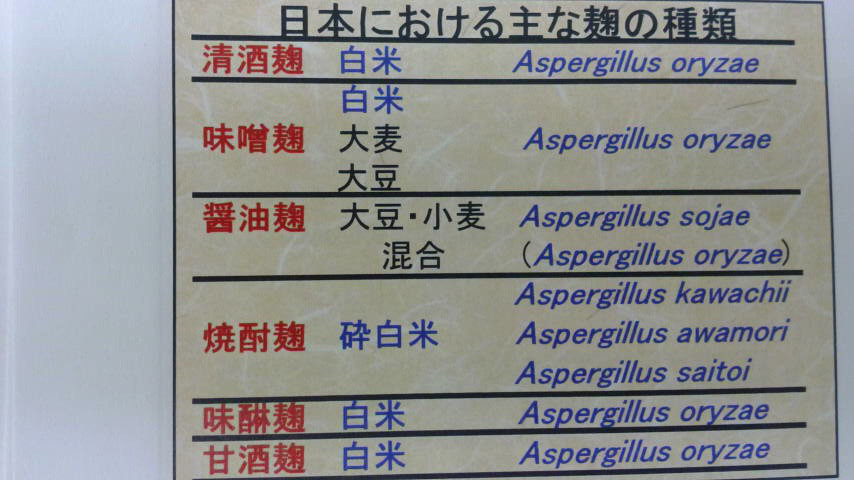 日本における主な麹の種類
清酒麹 白米 Aspergillus oryzae
白米
味噌麹 大麦 Aspergillus oryzae
大豆
醤油麹 大豆・小麦 Aspergillus sojae
混合 (Aspergillus oryzae)
Aspergillus kawachii
焼酎麹 砕白米 Aspergillus awamori
Aspergillus saitoi
味醂麹 白米 Aspergillus oryzae
甘酒麹 白米 Aspergillus oryzae